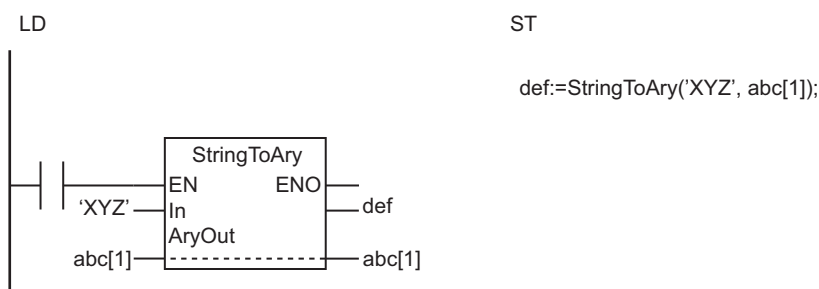 LD
ST
def:=StringToAry('XYZ', abc[1]);
StringToAry
EN ENO
‘XYZ’ In def
AryOut
abc[1] abc[1]